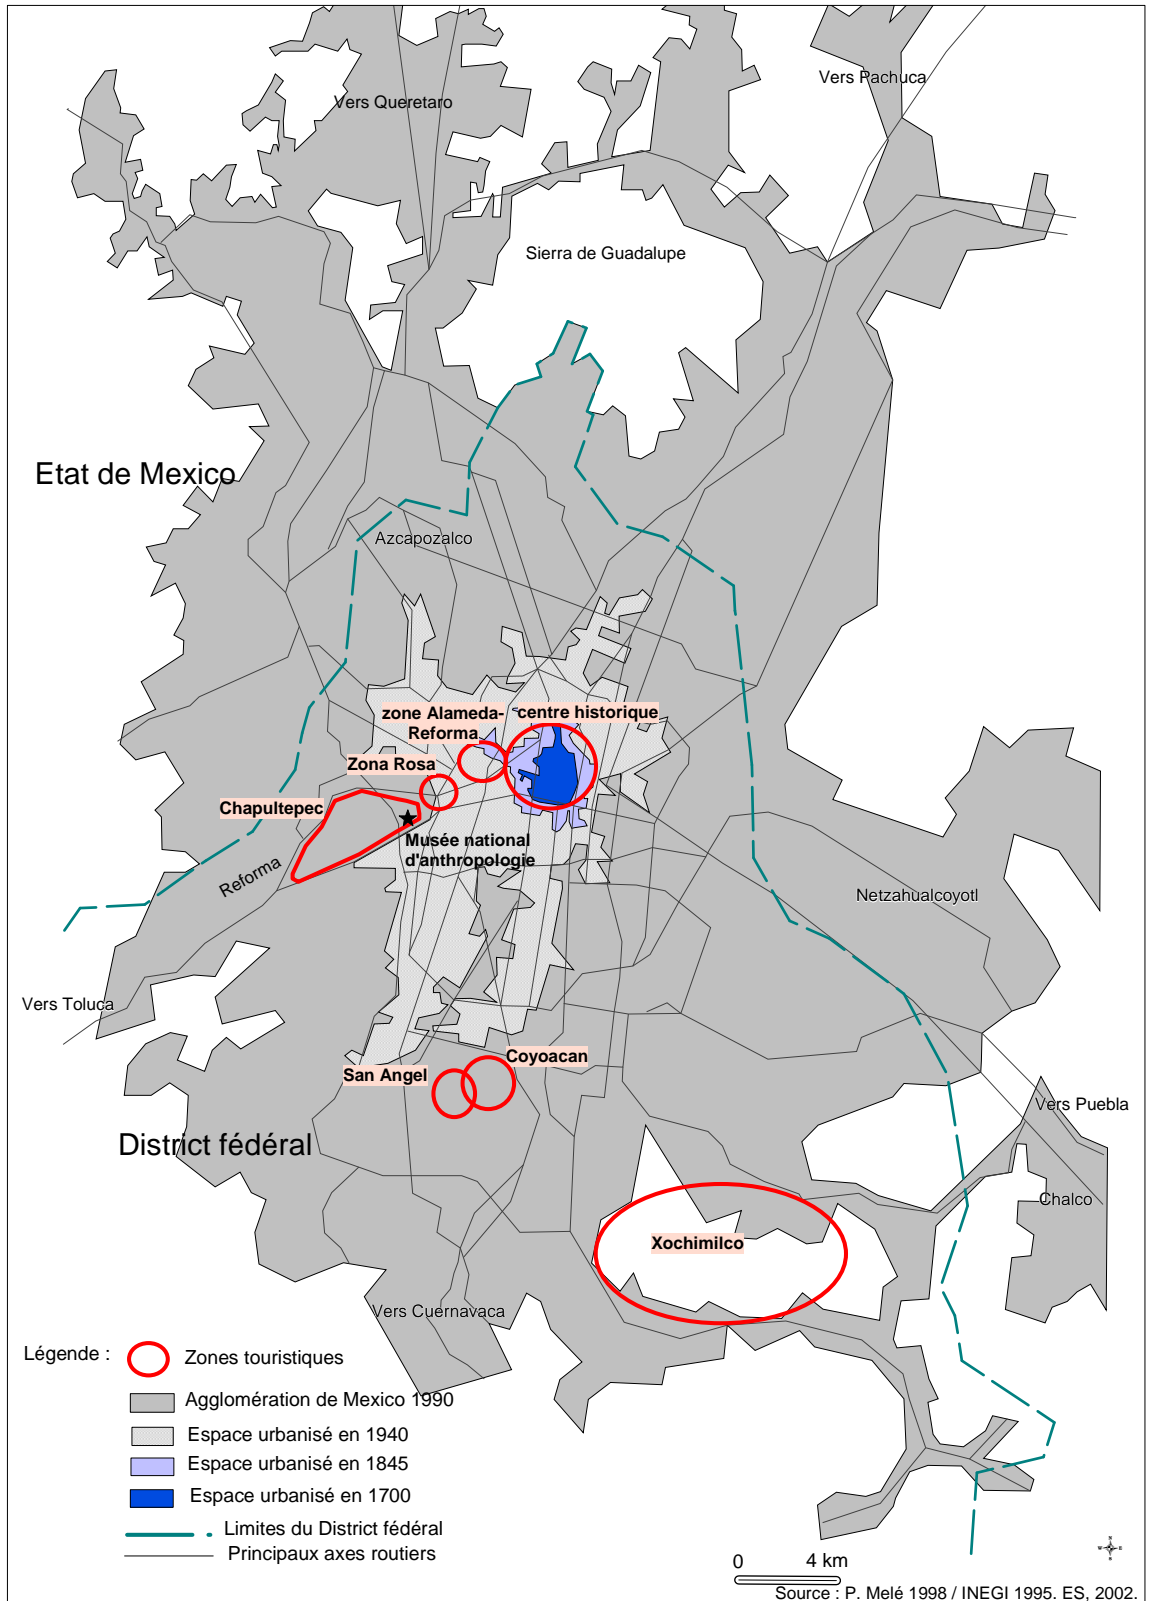 Vers Pachuca
Vers Queretaro
Sierra de Guadalupe
Etat de Mexico
Azcapozalco
zone Alameda-
Reforma
centre historique
Zona Rosa
Chapultepec
Musée national
d'anthropologie
Reforma
Netzahualcoyotl
Vers Toluca
Coyoacan
San Angel
Vers Puebla
District fédéral
Chalco
Xochimilco
Vers Cuernavaca
Légende :
Zones touristiques
Agglomération de Mexico 1990
Espace urbanisé en 1940
Espace urbanisé en 1845
Espace urbanisé en 1700
Limites du District fédéral
Principaux axes routiers
0 4 km
Source : P. Melé 1998 / INEGI 1995. ES, 2002.